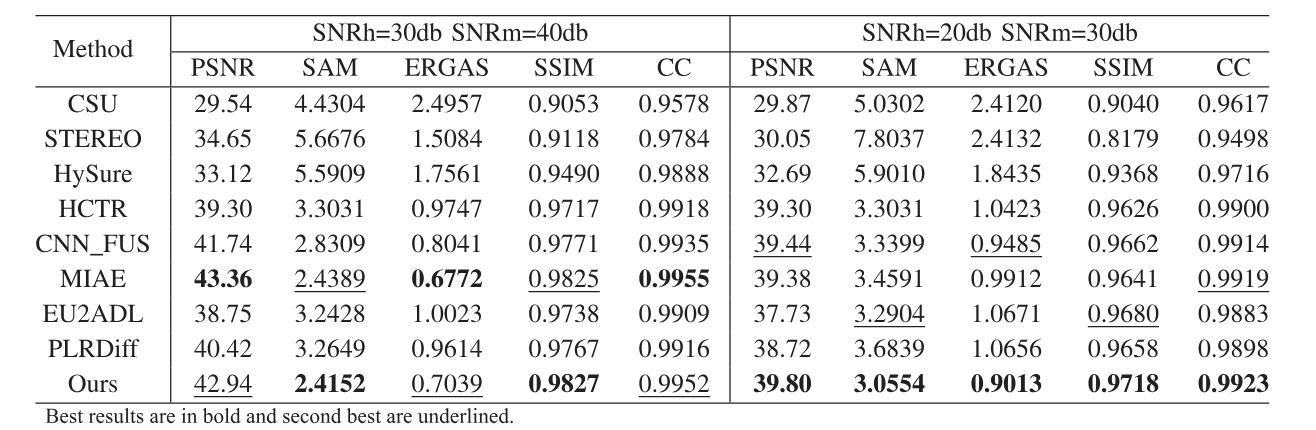 Method SNRh=30db SNRm=40db SNRh=20db SNRm=30db
PSNR SAM ERGAS SSIM CC PSNR SAM ERGAS SSIM CC
CSU 29.54 4.4304 2.4957 0.9053 0.9578 29.87 5.0302 2.4120 0.9040 0.9617
STEREO 34.65 5.6676 1.5084 0.9118 0.9784 30.05 7.8037 2.4132 0.8179 0.9498
HySure 33.12 5.5909 1.7561 0.9490 0.9888 32.69 5.9010 1.8435 0.9368 0.9716
HCTR 39.30 3.3031 0.9747 0.9717 0.9918 39.30 3.3031 1.0423 0.9626 0.9900
CNN_FUS 41.74 2.8309 0.8041 0.9771 0.9935 39.44 3.3399 0.9485 0.9662 0.9914
MIAE 43.36 2.4389 0.6772 0.9825 0.9955 39.38 3.4591 0.9912 0.9641 0.9919
EU2ADL 38.75 3.2428 1.0023 0.9738 0.9909 37.73 3.2904 1.0671 0.9680 0.9883
PLRDiff 40.42 3.2649 0.9614 0.9767 0.9916 38.72 3.6839 1.0656 0.9658 0.9898
Ours 42.94 2.4152 0.7039 0.9827 0.9952 39.80 3.0554 0.9013 0.9718 0.9923
Best results are in bold and second best are underlined.